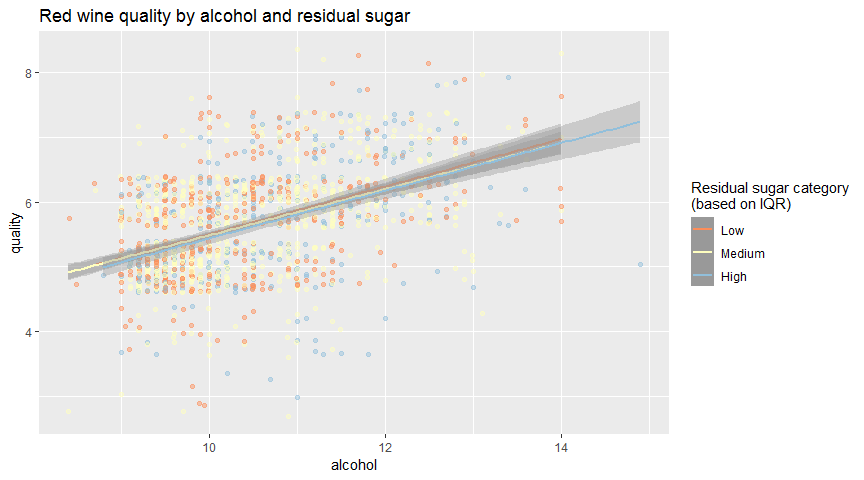 Red wine quality by alcohol and residual sugar
8
6
4
quality
10
12
14
alcohol
Residual sugar category
(based on IQR)
Low
Medium
High